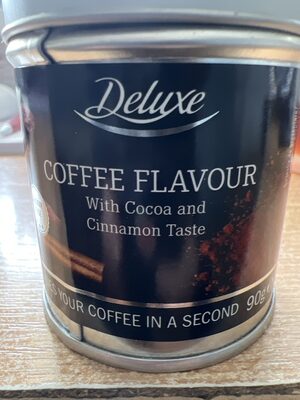 Deluxe
COFFEE FLAVOUR
With Cocoa and
Cinnamon Taste
YOUR COFFEE IN A SECOND 90g